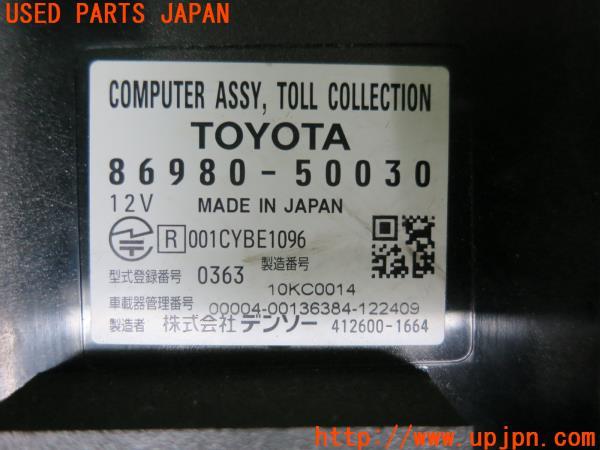 USED PARTS JAPAN
COMPUTER ASSY, TOLL COLLECTION
TOYOTA
86980-50030
12V MADE IN JAPAN
R 001CYBE1096
型式登録番号 0363 製造番号 10KC0014
車載器管理番号 00004-00136384-122409
製造者 株式会社 デンソー 412600-1664
http://www.upjpn.com